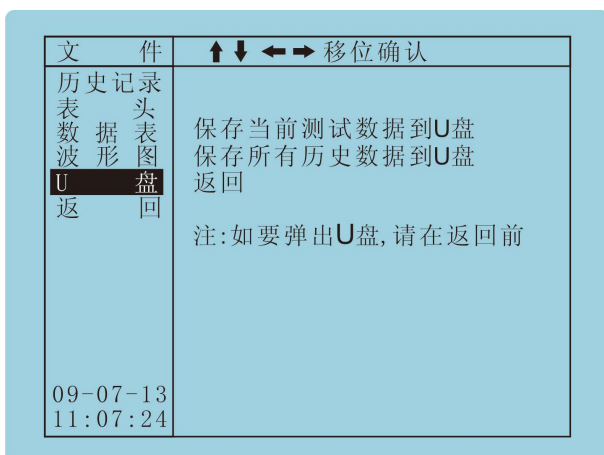 文 件
⬆⬇ ⬅➡ 移位确认
历史记录
表 头
数 据 表
波 形 图
U 盘
返 回
保存当前测试数据到U盘
保存所有历史数据到U盘
返回
注:如要弹出U盘,请在返回前
09-07-13
11:07:24